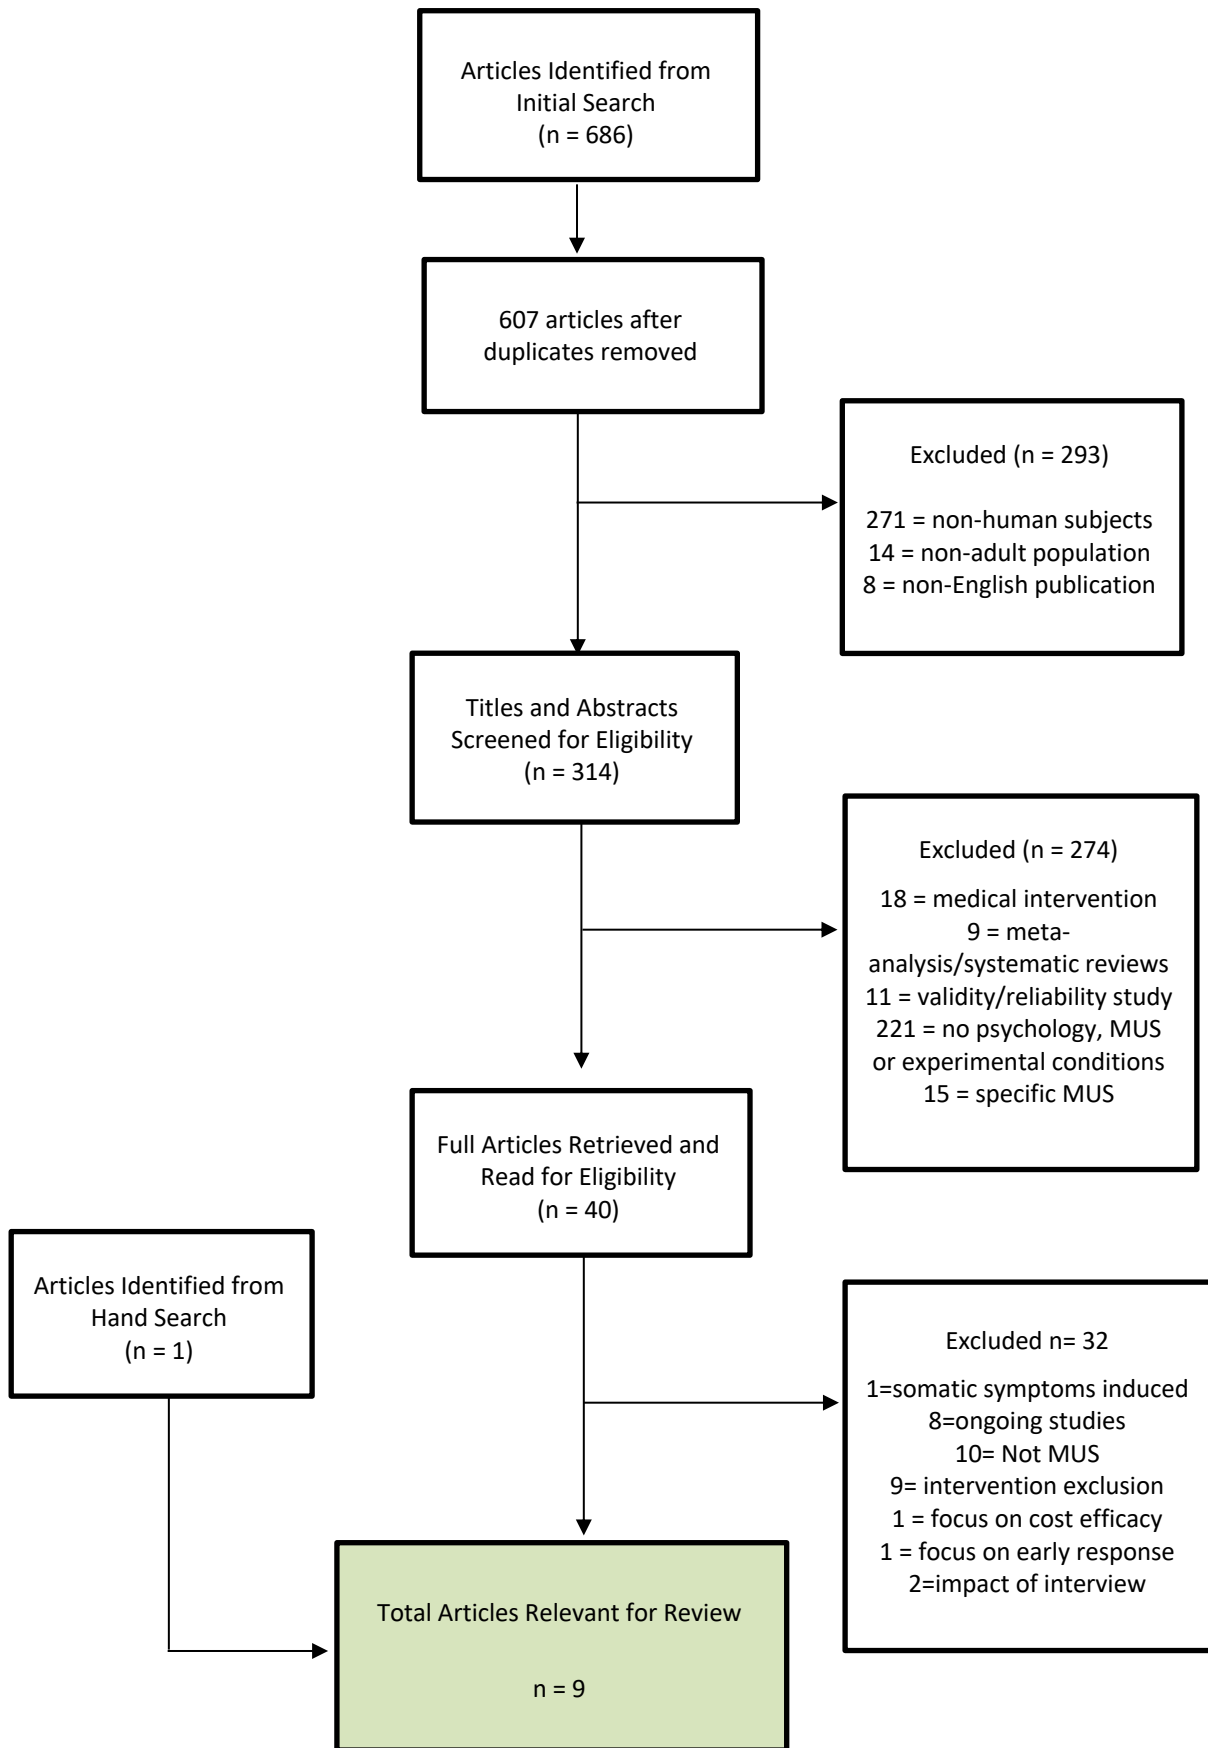 Articles Identified from
Initial Search
(n = 686)
607 articles after
duplicates removed
Excluded (n = 293)
271 = non-human subjects
14 = non-adult population
8 = non-English publication
Titles and Abstracts
Screened for Eligibility
(n = 314)
Excluded (n = 274)
18 = medical intervention
9 = meta-
analysis/systematic reviews
11 = validity/reliability study
221 = no psychology, MUS
or experimental conditions
15 = specific MUS
Full Articles Retrieved and
Read for Eligibility
(n = 40)
Articles Identified from
Hand Search
(n = 1)
Excluded n= 32
1=somatic symptoms induced
8=ongoing studies
10= Not MUS
9= intervention exclusion
1 = focus on cost efficacy
1 = focus on early response
2=impact of interview
Total Articles Relevant for Review
n = 9